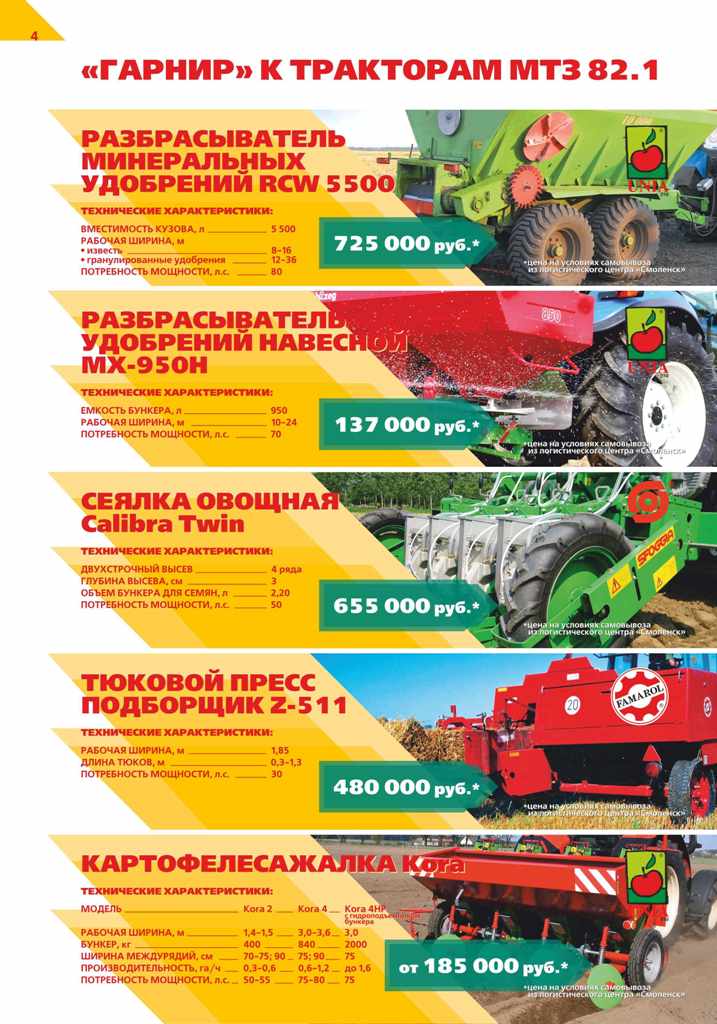 4
«ГАРНИР» К ТРАКТОРАМ МТЗ 82.1
РАЗБРАСЫВАТЕЛЬ
МИНЕРАЛЬНЫХ
УДОБРЕНИЙ RCW 5500
ТЕХНИЧЕСКИЕ ХАРАКТЕРИСТИКИ:
ВМЕСТИМОСТЬ КУЗОВА, л 5 500
РАБОЧАЯ ШИРИНА, м
• известь 8–16
• гранулированные удобрения 12–36
ПОТРЕБНОСТЬ МОЩНОСТИ, л.с. 80
725 000 руб.*
UNIA
*цена на условиях самовывоза
из логистического центра «Смоленск»
РАЗБРАСЫВАТЕЛЬ
УДОБРЕНИЙ НАВЕСНОЙ
MX-950H
ТЕХНИЧЕСКИЕ ХАРАКТЕРИСТИКИ:
ЕМКОСТЬ БУНКЕРА, л 950
РАБОЧАЯ ШИРИНА, м 10–24
ПОТРЕБНОСТЬ МОЩНОСТИ, л.с. 70
137 000 руб.*
850
UNIA
*цена на условиях самовывоза
из логистического центра «Смоленск»
СЕЯЛКА ОВОЩНАЯ
Calibra Twin
ТЕХНИЧЕСКИЕ ХАРАКТЕРИСТИКИ:
ДВУХСТРОЧНЫЙ ВЫСЕВ 4 ряда
ГЛУБИНА ВЫСЕВА, см 3
ОБЪЕМ БУНКЕРА ДЛЯ СЕМЯН, л 2,20
ПОТРЕБНОСТЬ МОЩНОСТИ, л.с. 50
655 000 руб.*
SFOGGIA
*цена на условиях самовывоза
из логистического центра «Смоленск»
ТЮКОВОЙ ПРЕСС
ПОДБОРЩИК Z-511
ТЕХНИЧЕСКИЕ ХАРАКТЕРИСТИКИ:
РАБОЧАЯ ШИРИНА, м 1,85
ДЛИНА ТЮКОВ, м 0,3–1,3
ПОТРЕБНОСТЬ МОЩНОСТИ, л.с. 30
480 000 руб.*
20
FAMAROL
*цена на условиях самовывоза
из логистического центра «Смоленск»
КАРТОФЕЛЕСАЖАЛКА Kora
ТЕХНИЧЕСКИЕ ХАРАКТЕРИСТИКИ:
МОДЕЛЬ Kora 2 Kora 4 Kora 4HP
с гидроподъемником
бункера
РАБОЧАЯ ШИРИНА, м 1,4–1,5 3,0–3,6 3,0
БУНКЕР, кг 400 840 2000
ШИРИНА МЕЖДУРЯДИЙ, см 70–75; 90 75; 90 75
ПРОИЗВОДИТЕЛЬНОСТЬ, га/ч 0,3–0,6 0,6–1,2 до 1,6
ПОТРЕБНОСТЬ МОЩНОСТИ, л.с. 50–55 75–80 75
от 185 000 руб.*
UNIA
*цена на условиях самовывоза
из логистического центра «Смоленск»